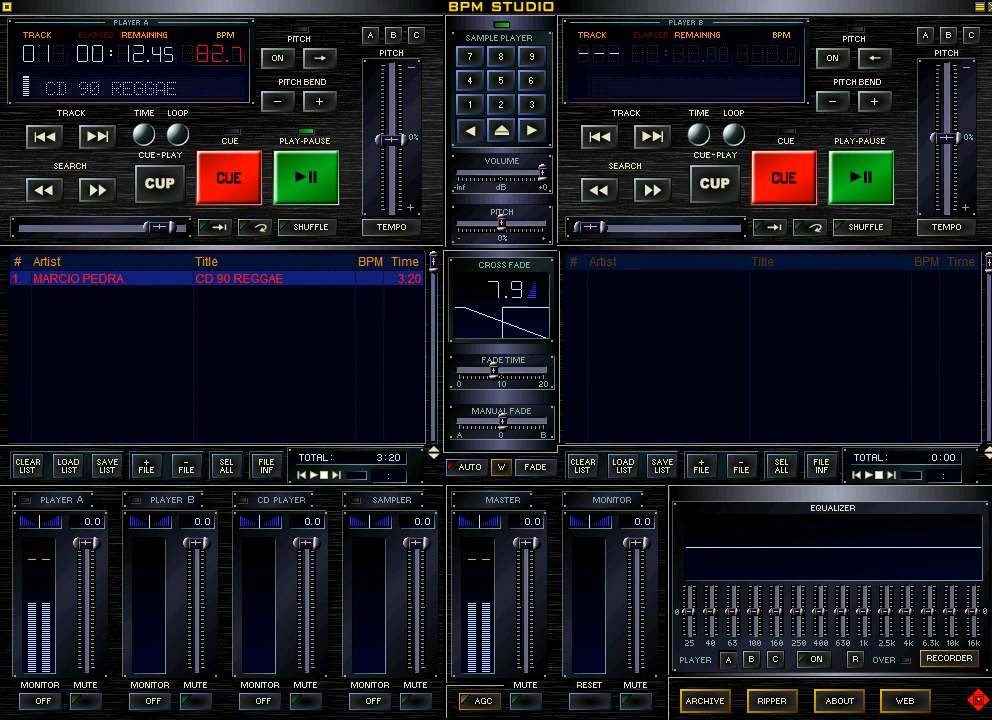 BPM STUDIO
PLAYER A
TRACK ELAPSED REMAINING BPM
01 00:12.45 82.7
CD 90 REGGAE
PITCH
ON
PITCH BEND
− +
A B C
PITCH
0%
TRACK TIME LOOP
CUE PLAY-PAUSE
SEARCH CUE-PLAY
CUP CUE
SHUFFLE
TEMPO
SAMPLE PLAYER
7 8 9
4 5 6
1 2 3
VOLUME
-Inf dB +0
PITCH
0% +
PLAYER B
TRACK ELAPSED REMAINING BPM
PITCH
ON
PITCH BEND
− +
A B C
PITCH
0%
TRACK TIME LOOP
CUE PLAY-PAUSE
SEARCH CUE-PLAY
CUP CUE
SHUFFLE
TEMPO
# Artist Title BPM Time
1. MARCIO PEDRA CD 90 REGGAE 3:20
CROSS FADE
7.9
FADE TIME
0 10 20
MANUAL FADE
A 0 B
AUTO W FADE
# Artist Title BPM Time
CLEAR LIST LOAD LIST SAVE LIST + FILE − FILE SEL ALL FILE INF
TOTAL: 3:20
CLEAR LIST LOAD LIST SAVE LIST + FILE − FILE SEL ALL FILE INF
TOTAL: 0:00
PLAYER A PLAYER B CD PLAYER SAMPLER MASTER MONITOR
0.0 0.0 0.0 0.0 0.0 0.0
MONITOR MUTE MONITOR MUTE MONITOR MUTE MONITOR MUTE MUTE RESET MUTE
OFF OFF OFF OFF AGC
EQUALIZER
0 0
25 40 63 100 160 250 400 630 1k 2.5k 4k 6.3k 10k 16k
PLAYER A B C ON R OVER RECORDER
ARCHIVE RIPPER ABOUT WEB